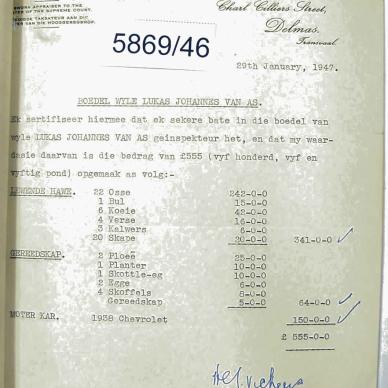 SWORN APPRAISER TO THE
OF THE SUPREME COURT.
TAKSATEUR AAN DIE
VAN DIE HOOGGEREGSHOF.
Chart Celliers Street,
Delmas,
Transvaal.
5869/46
29th January, 1947.
BOEDEL WYLE LUKAS JOHANNES VAN AS.
Ek sertifiseer hiermee dat ek sekere bate in die boedel van
wyle LUKAS JOHANNES VAN AS geinspekteer het, en dat my waar-
dasie daarvan is die bedrag van £555 (vyf honderd, vyf en
vyftig pond) opgemaak as volg:-
LEWENDE HAWE. 22 Osse 242-0-0
1 Bul 15-0-0
6 Koeie 42-0-0
4 Verse 16-0-0
3 Kalwers 6-0-0
20 Skape 20-0-0 341-0-0
GEREEDSKAP. 2 Ploeë 25-0-0
1 Planter 10-0-0
1 Skottle-eg 10-0-0
2 Egge 6-0-0
4 Skoffels 8-0-0
Gereedskap 5-0-0 64-0-0
MOTER KAR. 1938 Chevrolet 150-0-0
£ 555-0-0